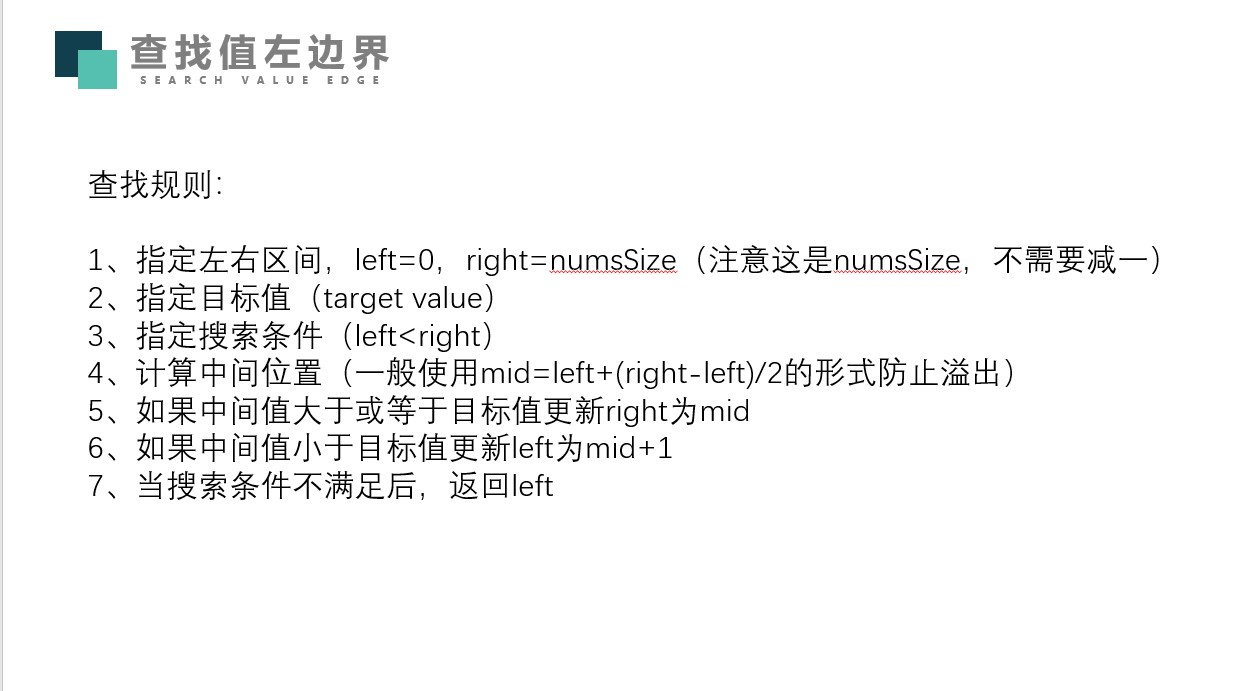 查找值左边界
SEARCH VALUE EDGE
查找规则：
1、指定左右区间，left=0，right=numsSize（注意这是numsSize，不需要减一）
2、指定目标值（target value）
3、指定搜索条件（left<right）
4、计算中间位置（一般使用mid=left+(right-left)/2的形式防止溢出）
5、如果中间值大于或等于目标值更新right为mid
6、如果中间值小于目标值更新left为mid+1
7、当搜索条件不满足后，返回left